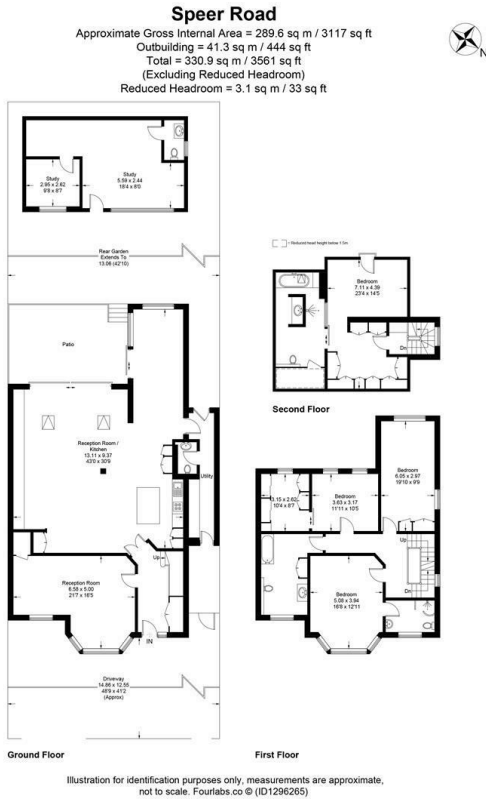 Speer Road
Approximate Gross Internal Area = 289.6 sq m / 3117 sq ft
Outbuilding = 41.3 sq m / 444 sq ft
Total = 330.9 sq m / 3561 sq ft
(Excluding Reduced Headroom)
Reduced Headroom = 3.1 sq m / 33 sq ft
N
Study
2.95 x 2.62
9'8 x 8'7
Study
5.59 x 2.44
18'4 x 8'0
Rear Garden
Extends To
13.06 (42'10)
Patio
Reception Room /
Kitchen
13.11 x 9.37
43'0 x 30'9
Utility
Up
Reception Room
6.58 x 5.00
21'7 x 16'5
IN
Driveway
14.86 x 12.55
48'9 x 41'2
(Approx)
Ground Floor
= Reduced head height below 1.5m
Bedroom
7.11 x 4.39
23'4 x 14'5
Dn
Second Floor
Bedroom
6.05 x 2.97
19'10 x 9'9
3.15 x 2.62
10'4 x 8'7
Bedroom
3.63 x 3.17
11'11 x 10'5
Up
Dn
Bedroom
5.08 x 3.94
16'8 x 12'11
First Floor
Illustration for identification purposes only, measurements are approximate,
not to scale. Fourlabs.co © (ID1296265)